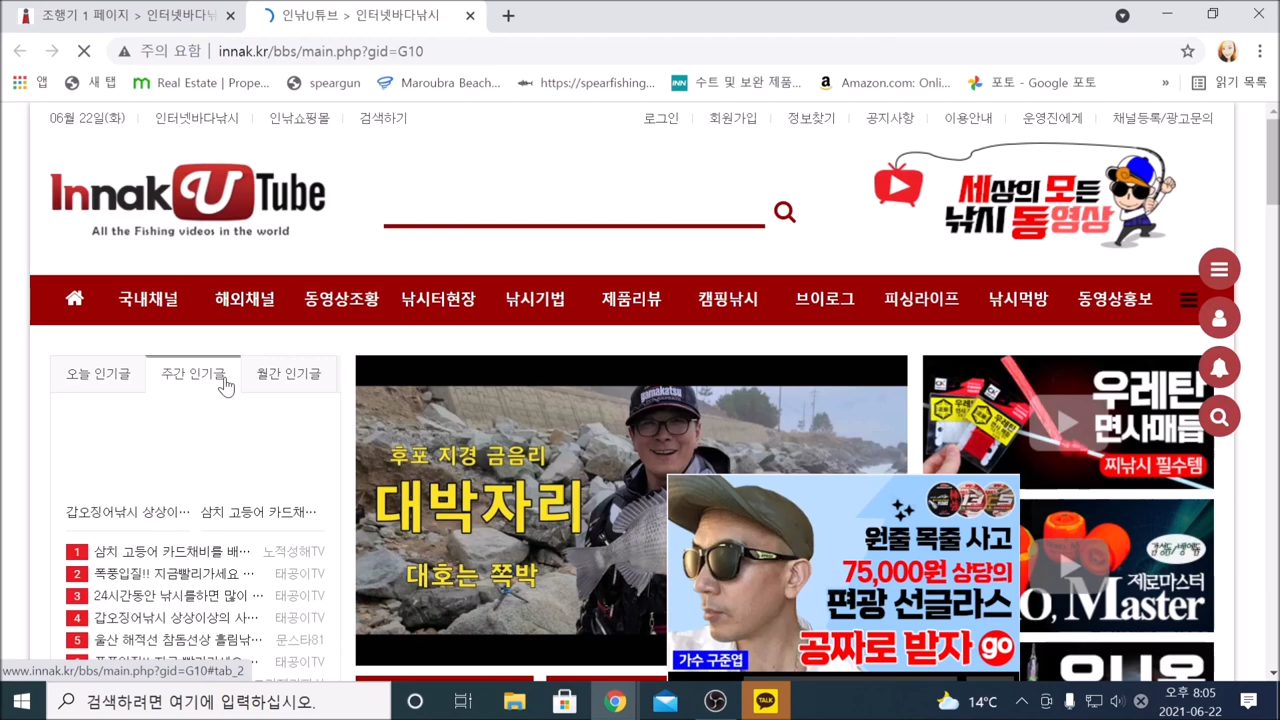 조행기 1 페이지 > 인터넷바다낚
인낚U튜브 > 인터넷바다낚시
주의 요함 | innak.kr/bbs/main.php?gid=G10
앱 새 탭 Real Estate | Prope... speargun Maroubra Beach... https://spearfishing... INN 수트 및 보완 제품... Amazon.com: Onli... 포토 - Google 포토 » 읽기 목록
06월 22일(화) 인터넷바다낚시 인낚쇼핑몰 검색하기 로그인 회원가입 정보찾기 공지사항 이용안내 운영진에게 채널등록/광고문의
Innak U Tube
All the Fishing videos in the world
세상의 모든
낚시 동영상
국내채널 해외채널 동영상조황 낚시터현장 낚시기법 제품리뷰 캠핑낚시 브이로그 피싱라이프 낚시먹방 동영상홍보
오늘 인기글 주간 인기글 월간 인기글
갑오징어낚시 상상이… 삼치 고등어 카드채…
1 삼치 고등어 카드채비를 배… 노적성해TV
2 폭풍입질!! 지금빨리가세요 … 태공이TV
3 24시간동안 낚시를하면 많이 … 태공이TV
4 갑오징어낚시 상상이상의 사… 태공이TV
5 울산 해적선 참돔선상 흘림낚… 문스타81
태공이TV
yamakatsu
후포 지경 금음리
대박자리
대호는 쪽박
우레탄
면사매듭
찌낚시 필수템
제로마스터
O, Master
원줄 목줄 사고
75,000원 상당의
편광 선글라스
공짜로 받자 go
가수 구준엽
www.innak.kr/bbs/main.php?gid=G10#tab_2
검색하려면 여기에 입력하십시오.
TALK
14°C
오후 8:05
2021-06-22